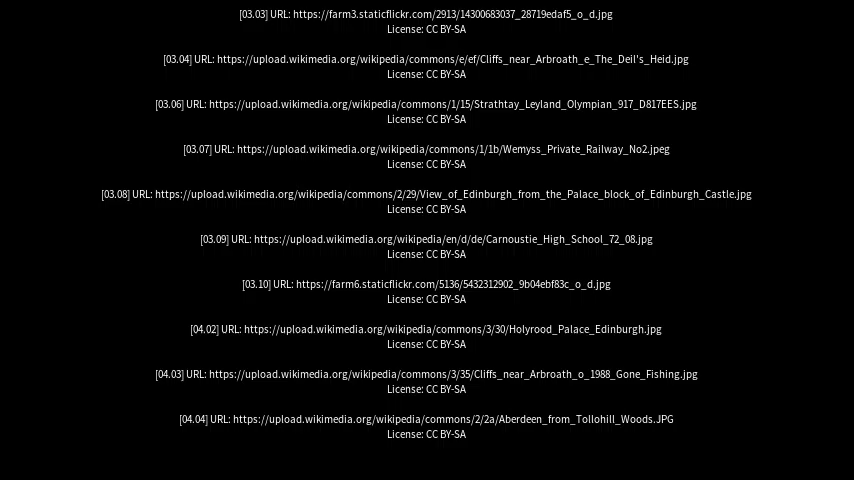 [03.03] URL: https://farm3.staticflickr.com/2913/14300683037_28719edaf5_o_d.jpg
License: CC BY-SA
[03.04] URL: https://upload.wikimedia.org/wikipedia/commons/e/ef/Cliffs_near_Arbroath_e_The_Deil's_Heid.jpg
License: CC BY-SA
[03.06] URL: https://upload.wikimedia.org/wikipedia/commons/1/15/Strathtay_Leyland_Olympian_917_D817EES.jpg
License: CC BY-SA
[03.07] URL: https://upload.wikimedia.org/wikipedia/commons/1/1b/Wemyss_Private_Railway_No2.jpeg
License: CC BY-SA
[03.08] URL: https://upload.wikimedia.org/wikipedia/commons/2/29/View_of_Edinburgh_from_the_Palace_block_of_Edinburgh_Castle.jpg
License: CC BY-SA
[03.09] URL: https://upload.wikimedia.org/wikipedia/en/d/de/Carnoustie_High_School_72_08.jpg
License: CC BY-SA
[03.10] URL: https://farm6.staticflickr.com/5136/5432312902_9b04ebf83c_o_d.jpg
License: CC BY-SA
[04.02] URL: https://upload.wikimedia.org/wikipedia/commons/3/30/Holyrood_Palace_Edinburgh.jpg
License: CC BY-SA
[04.03] URL: https://upload.wikimedia.org/wikipedia/commons/3/35/Cliffs_near_Arbroath_o_1988_Gone_Fishing.jpg
License: CC BY-SA
[04.04] URL: https://upload.wikimedia.org/wikipedia/commons/2/2a/Aberdeen_from_Tollohill_Woods.JPG
License: CC BY-SA